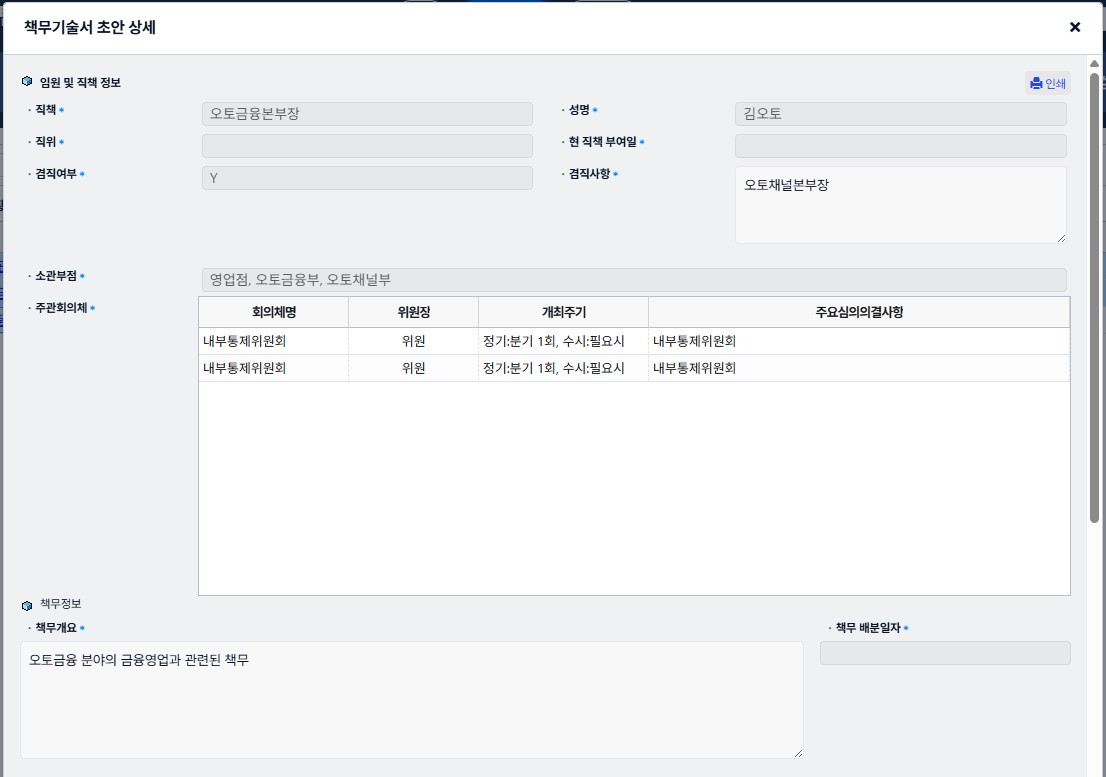 책무기술서 초안 상세
임원 및 직책 정보
인쇄
· 직책 * 오토금융본부장 · 성명 * 김오토
· 직위 * · 현 직책 부여일 *
· 겸직여부 * Y · 겸직사항 * 오토채널본부장
· 소관부점 * 영업점, 오토금융부, 오토채널부
· 주관회의체 *
회의체명 위원장 개최주기 주요심의의결사항
내부통제위원회 위원 정기:분기 1회, 수시:필요시 내부통제위원회
내부통제위원회 위원 정기:분기 1회, 수시:필요시 내부통제위원회
책무정보
· 책무개요 * · 책무 배분일자 *
오토금융 분야의 금융영업과 관련된 책무